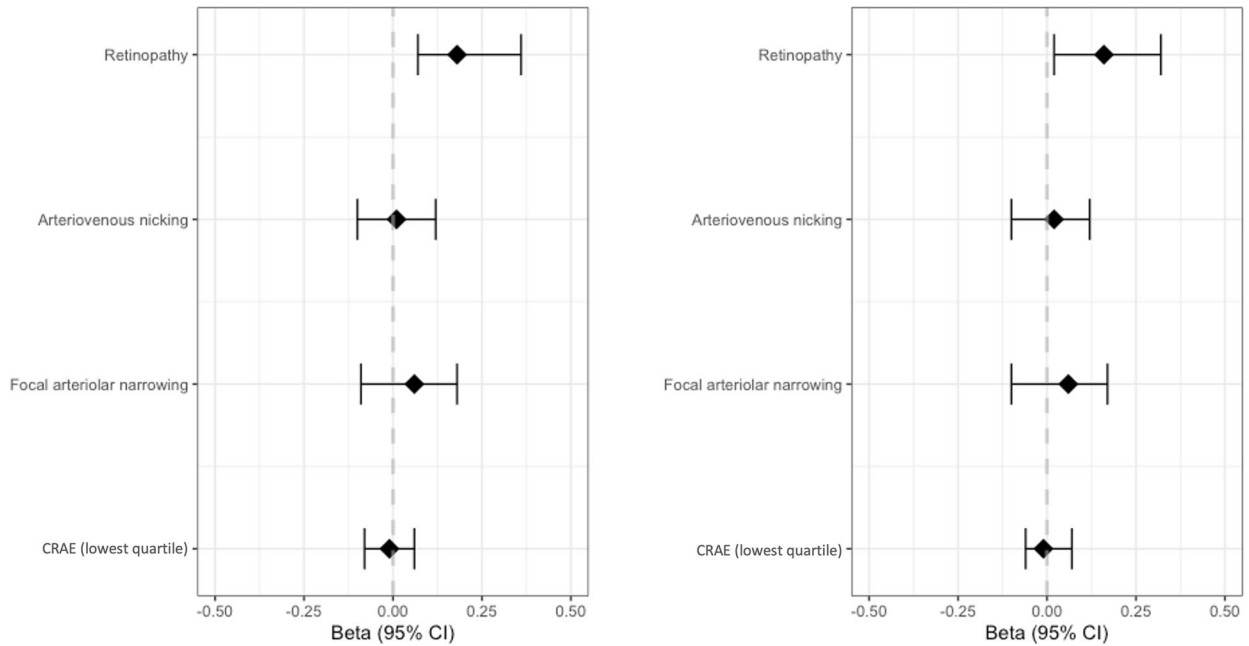 Retinopathy
Arteriovenous nicking
Focal arteriolar narrowing
CRAE (lowest quartile)
-0.50 -0.25 0.00 0.25 0.50
Beta (95% CI)
Retinopathy
Arteriovenous nicking
Focal arteriolar narrowing
CRAE (lowest quartile)
-0.50 -0.25 0.00 0.25 0.50
Beta (95% CI)